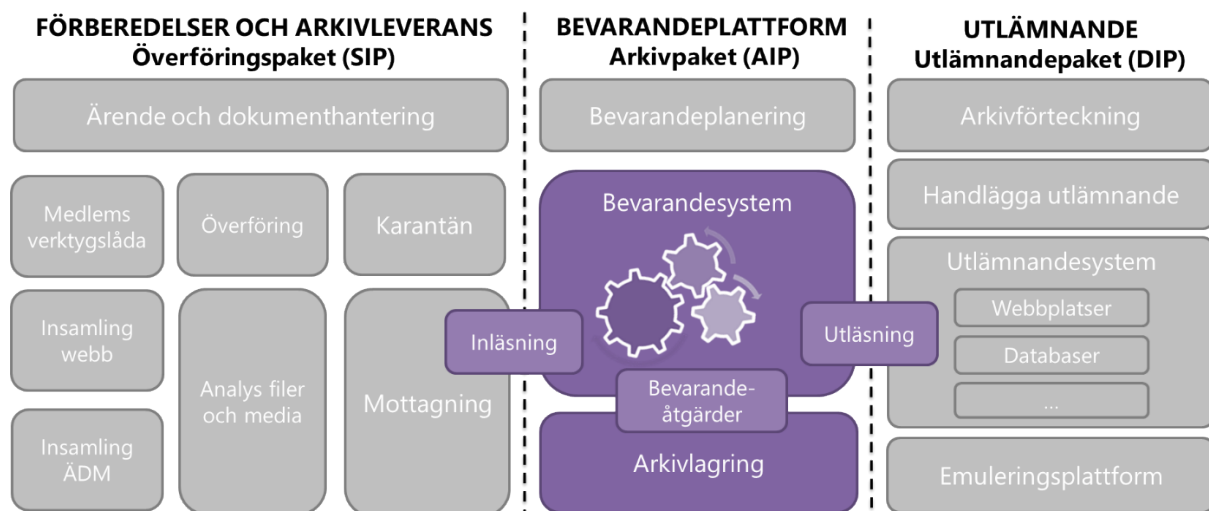 FÖRBEREDELSER OCH ARKIVLEVERANS
Överföringspaket (SIP)
Ärende och dokumenthantering
Medlems
verktygslåda
Överföring
Karantän
Insamling
webb
Analys filer
och media
Mottagning
Insamling
ÄDM
Inläsning
BEVARANDEPLATTFORM
Arkivpaket (AIP)
Bevarandeplanering
Bevarandesystem
Bevarande-
åtgärder
Arkivlagring
Utläsning
UTLÄMNANDE
Utlämnandepaket (DIP)
Arkivförteckning
Handlägga utlämnande
Utlämnandesystem
Webbplatser
Databaser
...
Emuleringsplattform